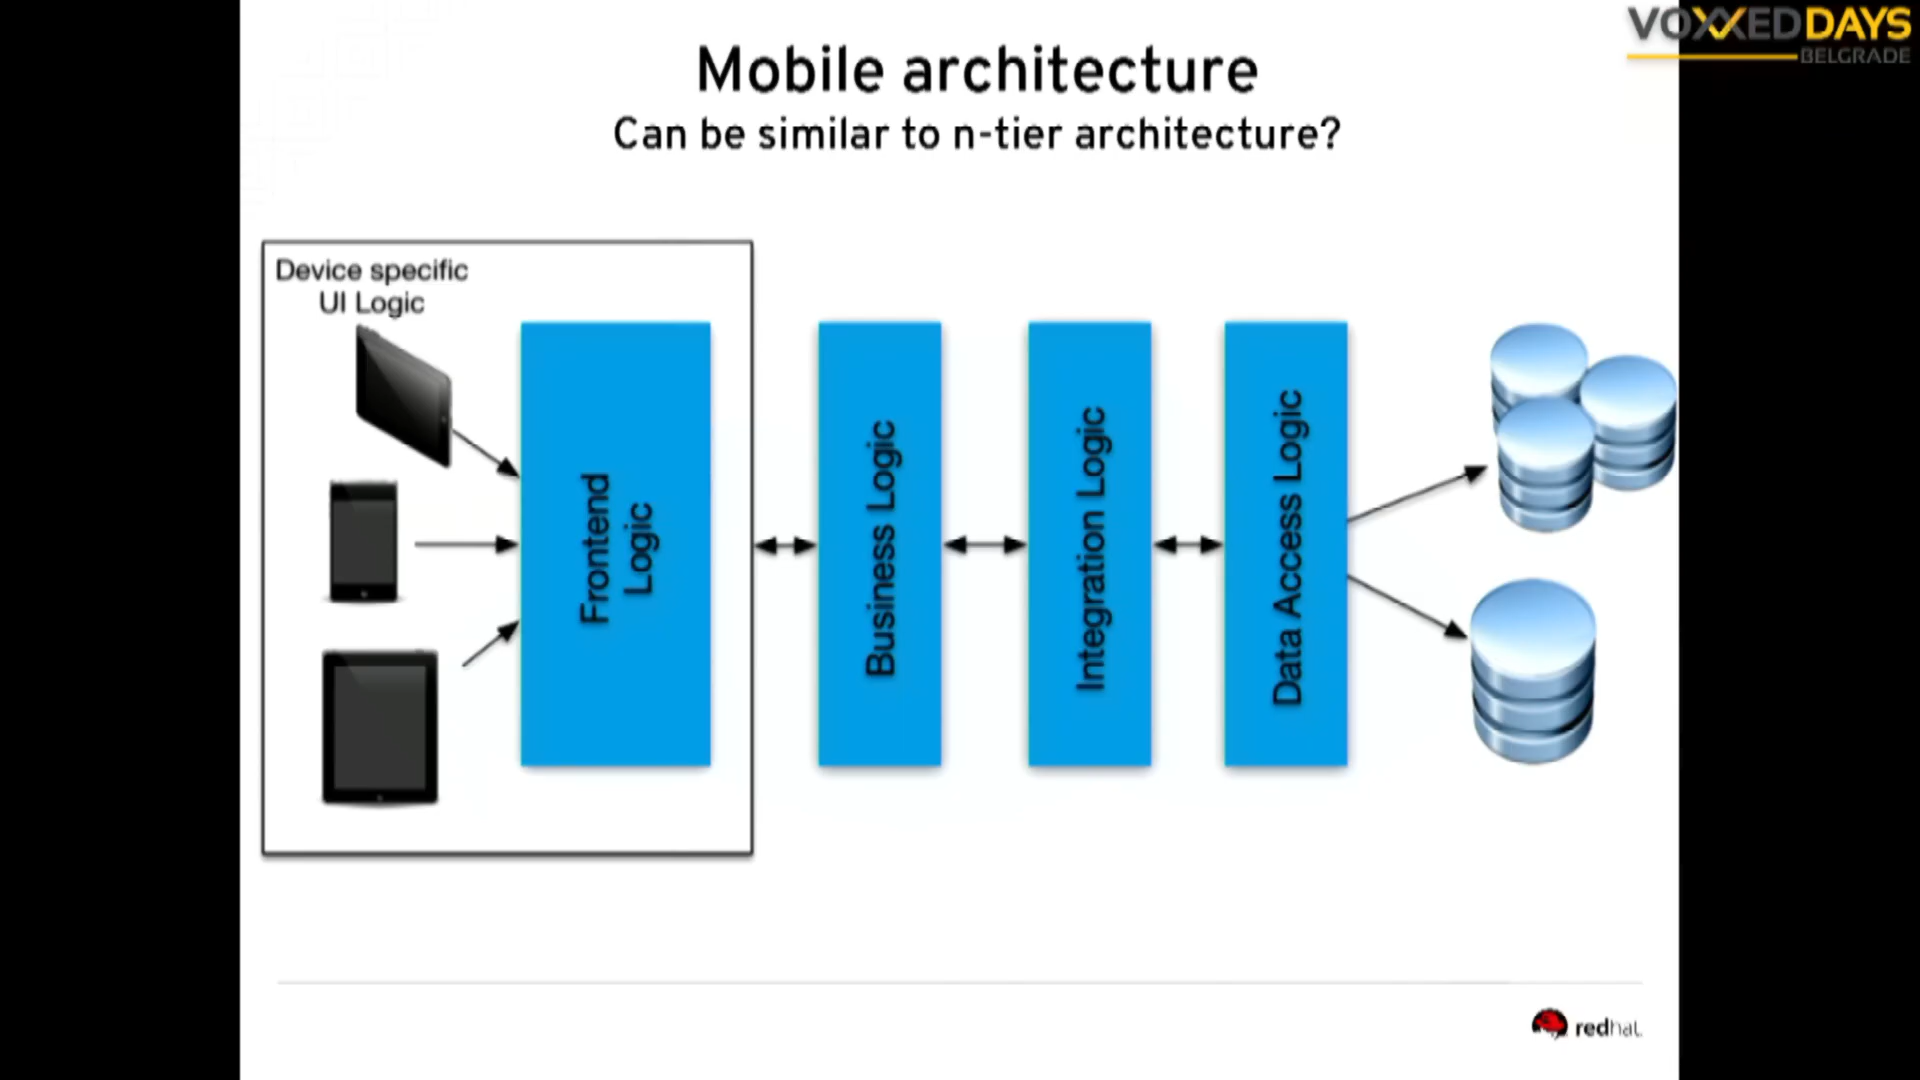 VOXXEDDAYS
BELGRADE
Mobile architecture
Can be similar to n-tier architecture?
Device specific
UI Logic
Frontend
Logic
Business Logic
Integration Logic
Data Access Logic
redhat.